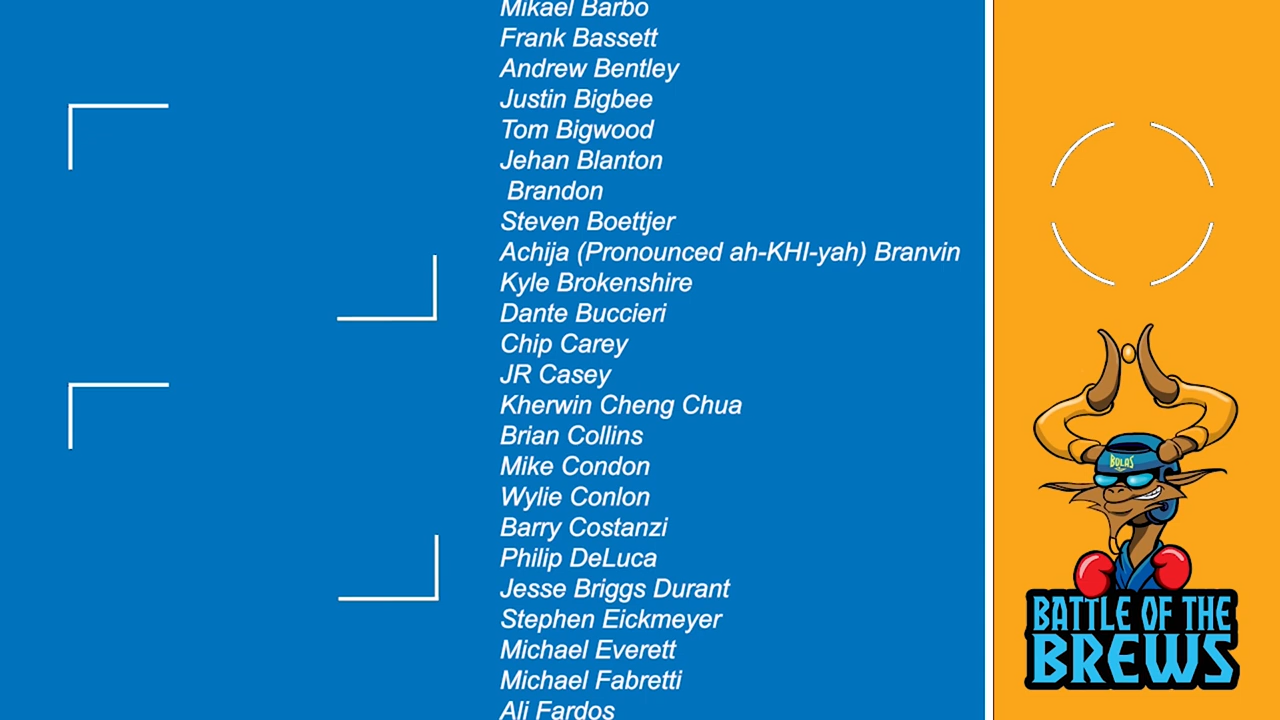 Mikael Barbo
Frank Bassett
Andrew Bentley
Justin Bigbee
Tom Bigwood
Jehan Blanton
Brandon
Steven Boettjer
Achija (Pronounced ah-KHI-yah) Branvin
Kyle Brokenshire
Dante Buccieri
Chip Carey
JR Casey
Kherwin Cheng Chua
Brian Collins
Mike Condon
Wylie Conlon
Barry Costanzi
Philip DeLuca
Jesse Briggs Durant
Stephen Eickmeyer
Michael Everett
Michael Fabretti
Ali Fardos
BOLAS
BATTLE OF THE
BREWS